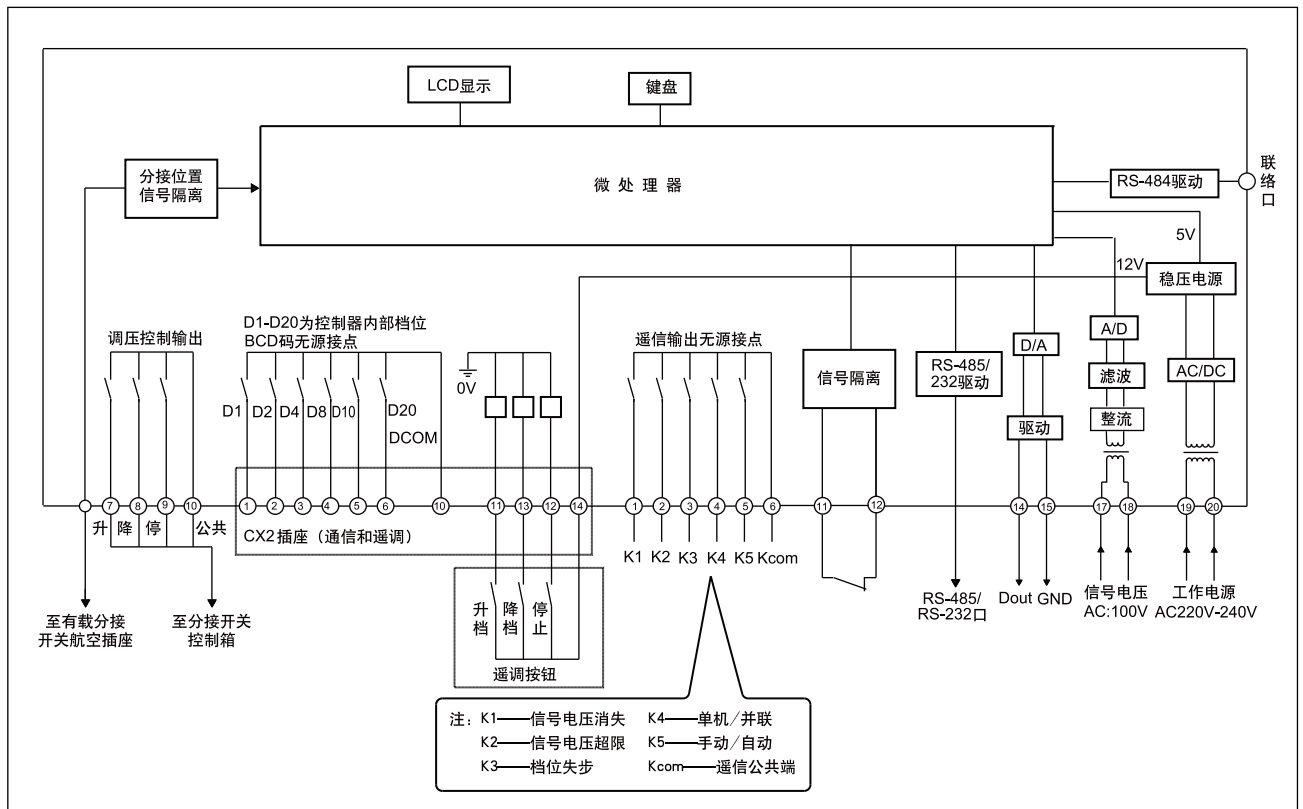 LCD显示
键盘
分接位置
信号隔离
微处理器
RS-484驱动
联络口
5V
12V
稳压电源
调压控制输出
D1-D20为控制器内部档位
BCD码无源接点
0V
遥信输出无源接点
信号隔离
RS-485/
232驱动
D/A
驱动
A/D
滤波
整流
AC/DC
D1
D2
D4
D8
D10
D20
DCOM
7
8
9
10
1
2
3
4
5
6
10
11
13
12
14
1
2
3
4
5
6
11
12
14
15
17
18
19
20
升
降
停
公共
CX2插座（通信和遥调）
K1
K2
K3
K4
K5
Kcom
至有载分接
开关航空插座
至分接开关
控制箱
升档
降档
停止
遥调按钮
RS-485/
RS-232口
Dout
GND
信号电压
AC:100V
工作电源
AC220V-240V
注：K1——信号电压消失
K4——单机/并联
K2——信号电压超限
K5——手动/自动
K3——档位失步
Kcom——遥信公共端